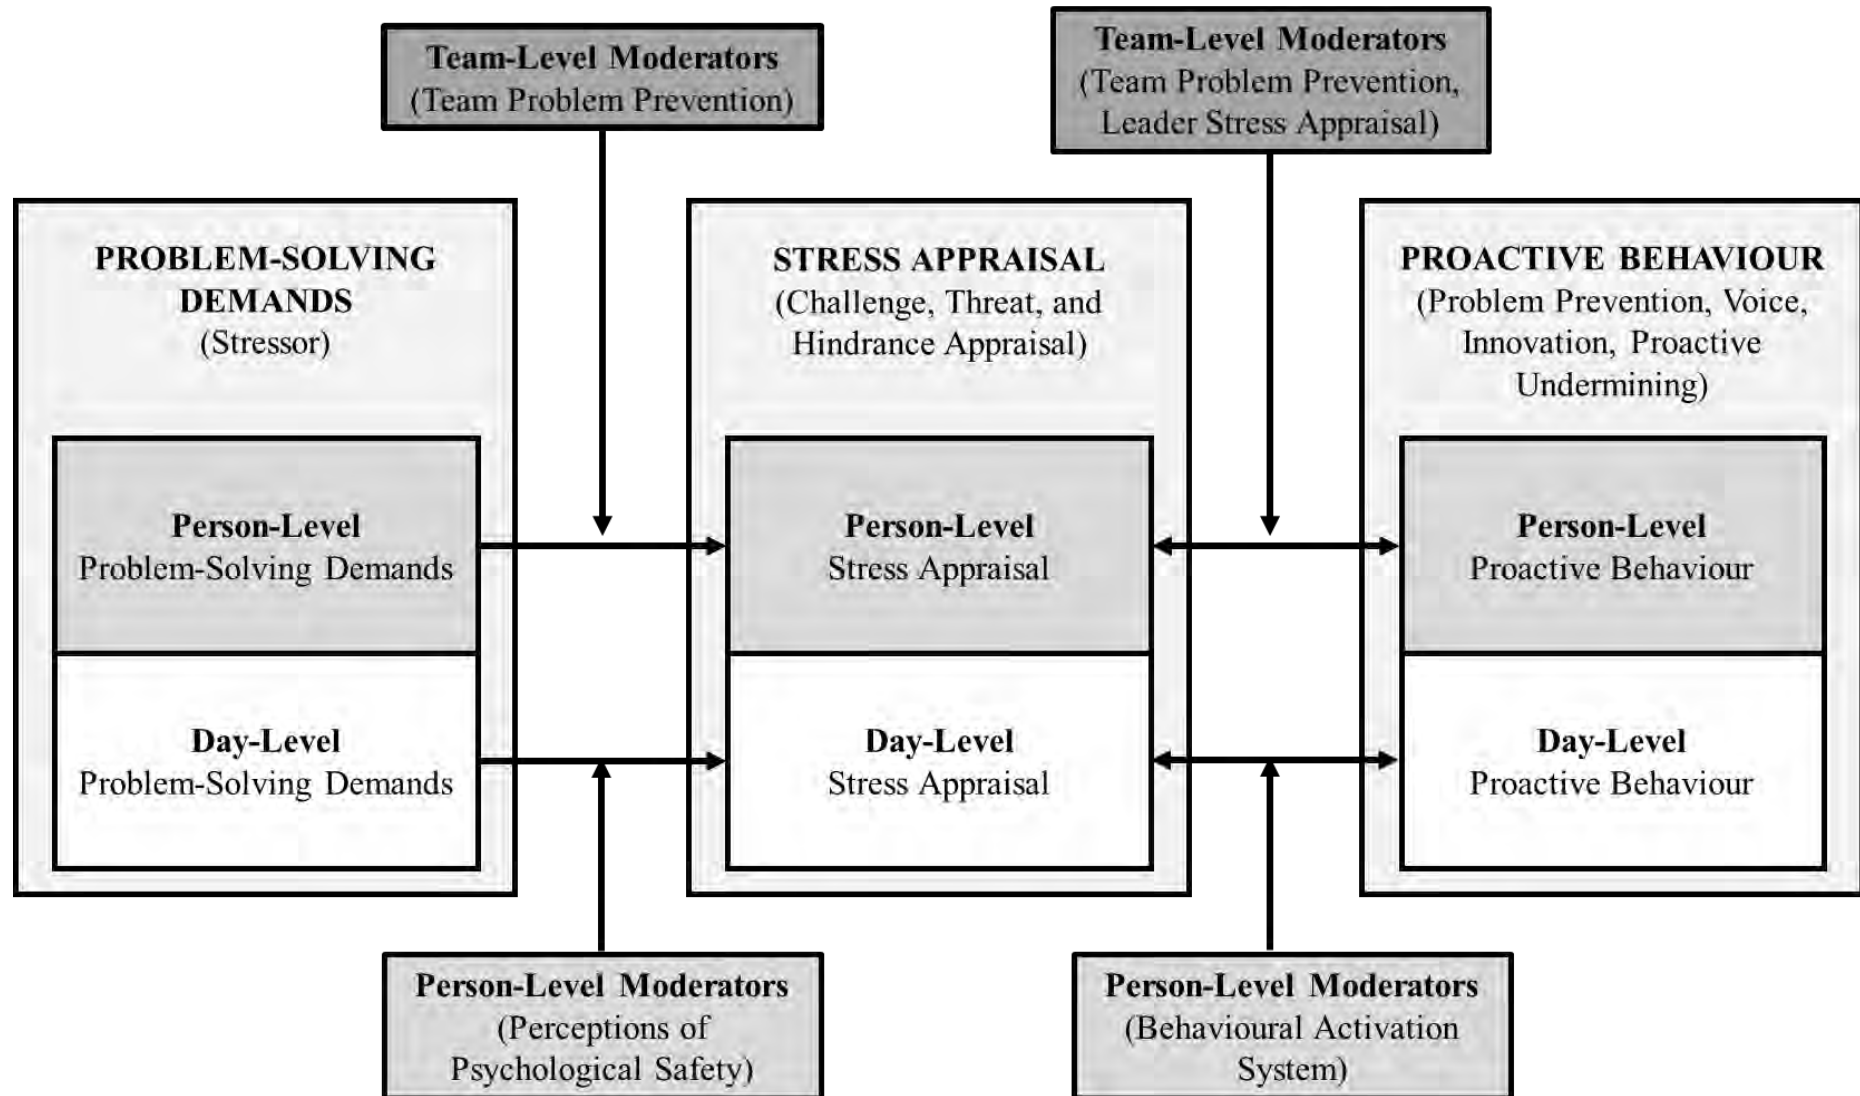 Team-Level Moderators
(Team Problem Prevention)
Team-Level Moderators
(Team Problem Prevention,
Leader Stress Appraisal)
PROBLEM-SOLVING
DEMANDS
(Stressor)
STRESS APPRAISAL
(Challenge, Threat, and
Hindrance Appraisal)
PROACTIVE BEHAVIOUR
(Problem Prevention, Voice,
Innovation, Proactive
Undermining)
Person-Level
Problem-Solving Demands
Person-Level
Stress Appraisal
Person-Level
Proactive Behaviour
Day-Level
Problem-Solving Demands
Day-Level
Stress Appraisal
Day-Level
Proactive Behaviour
Person-Level Moderators
(Perceptions of
Psychological Safety)
Person-Level Moderators
(Behavioural Activation
System)